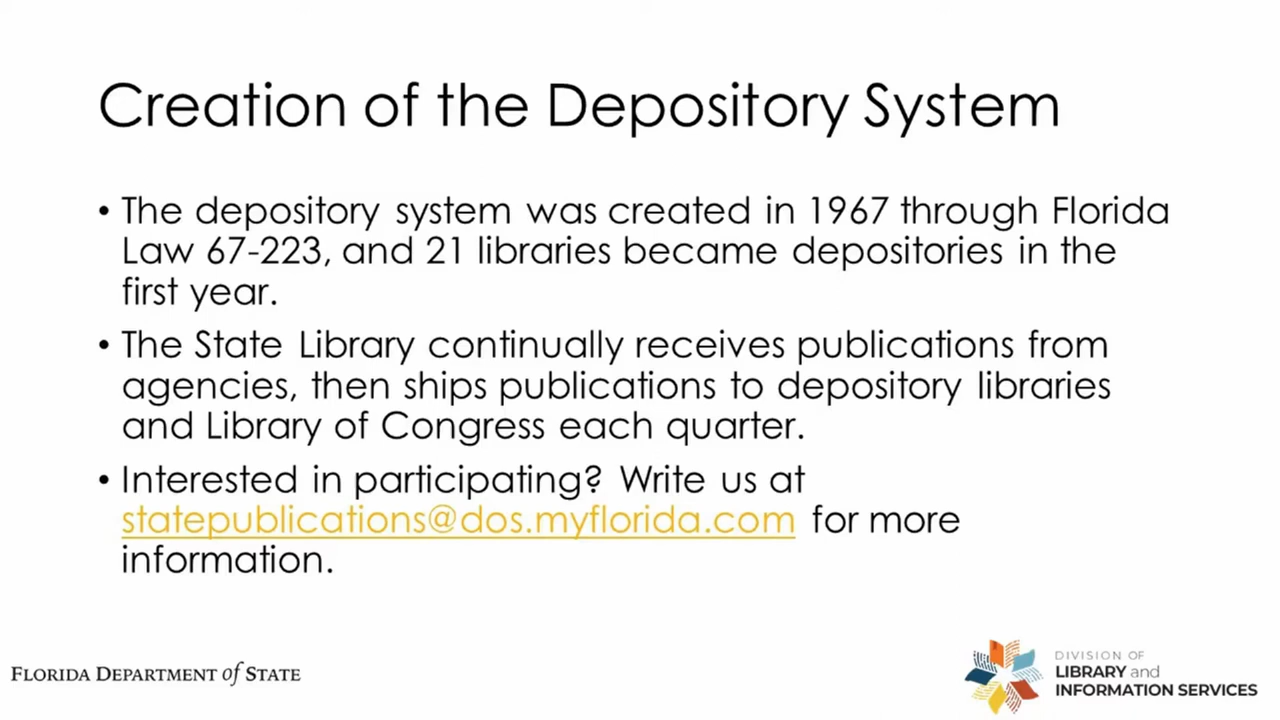 Creation of the Depository System
• The depository system was created in 1967 through Florida
Law 67-223, and 21 libraries became depositories in the
first year.
• The State Library continually receives publications from
agencies, then ships publications to depository libraries
and Library of Congress each quarter.
• Interested in participating? Write us at
statepublications@dos.myflorida.com for more
information.
FLORIDA DEPARTMENT of STATE
DIVISION OF
LIBRARY and
INFORMATION SERVICES